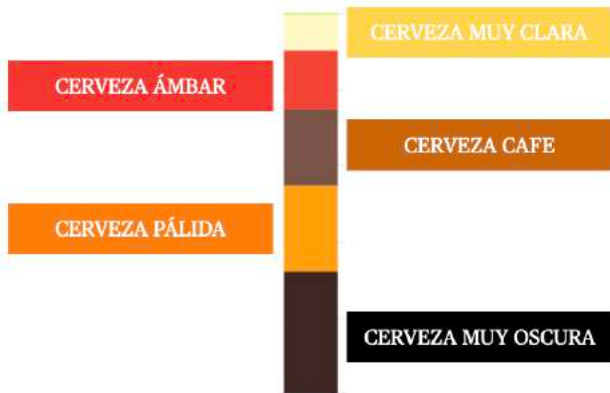 CERVEZA MUY CLARA
CERVEZA ÁMBAR
CERVEZA CAFE
CERVEZA PÁLIDA
CERVEZA MUY OSCURA